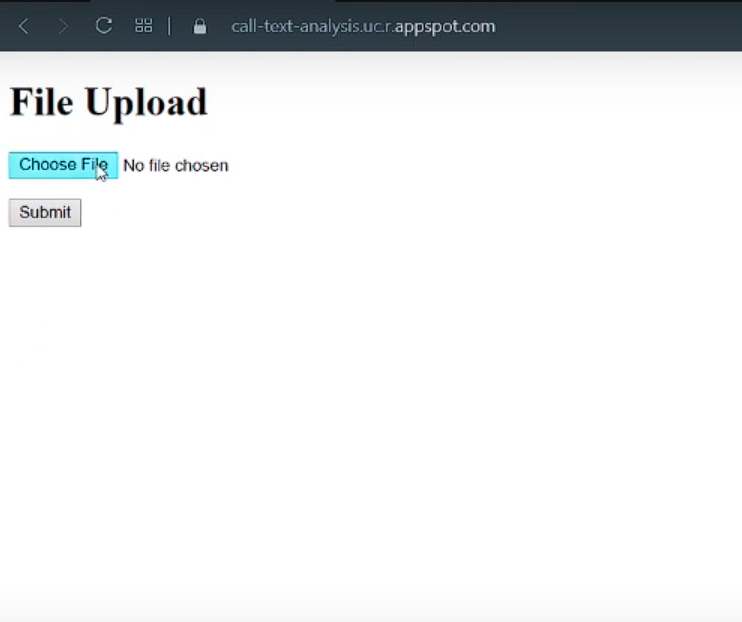 call-text-analysis.uc.r.appspot.com
File Upload
Choose File No file chosen
Submit